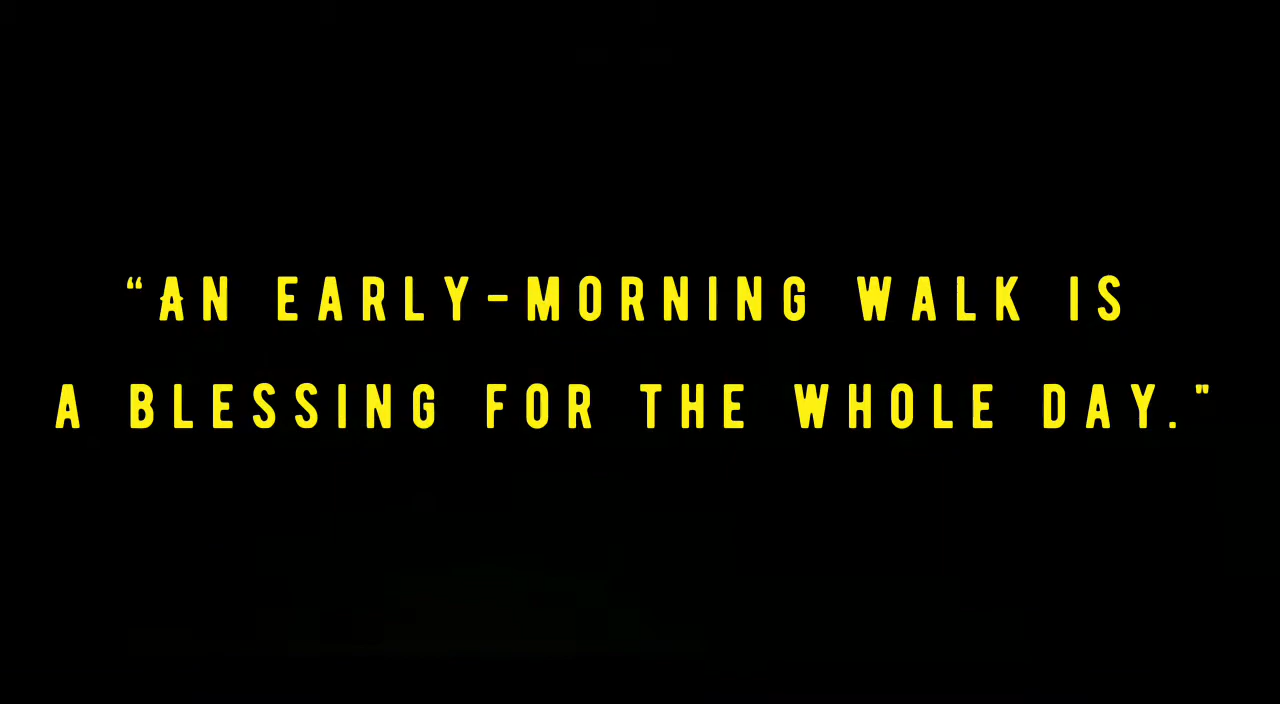 “AN EARLY-MORNING WALK IS
A BLESSING FOR THE WHOLE DAY."